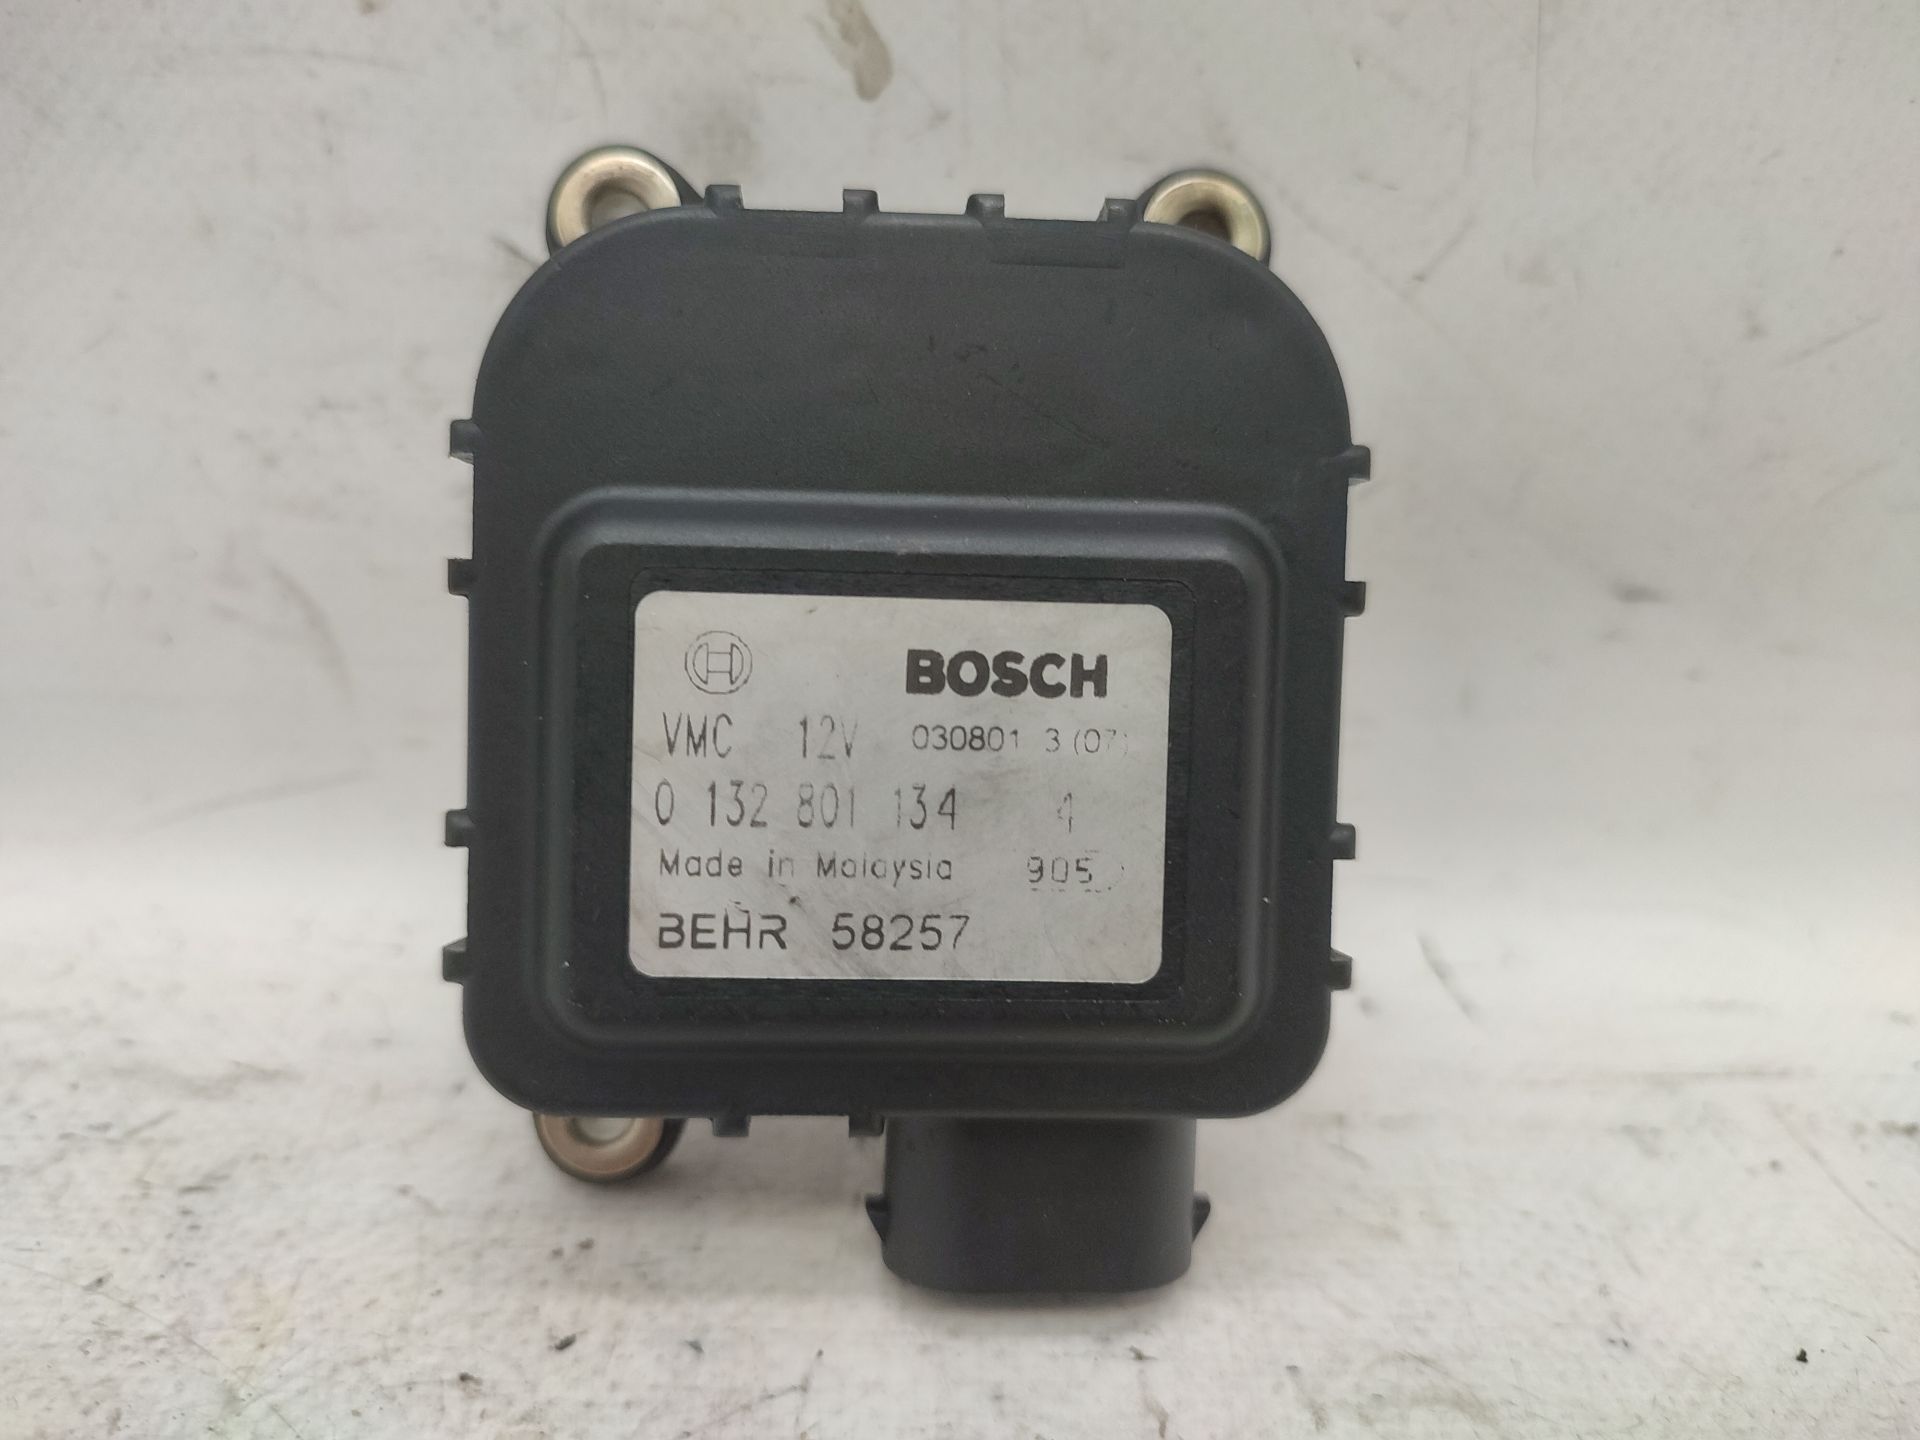 BOSCH
VMC 12V 030801 3 (07)
0 132 801 134 4
Made in Malaysia 905
BEHR 58257